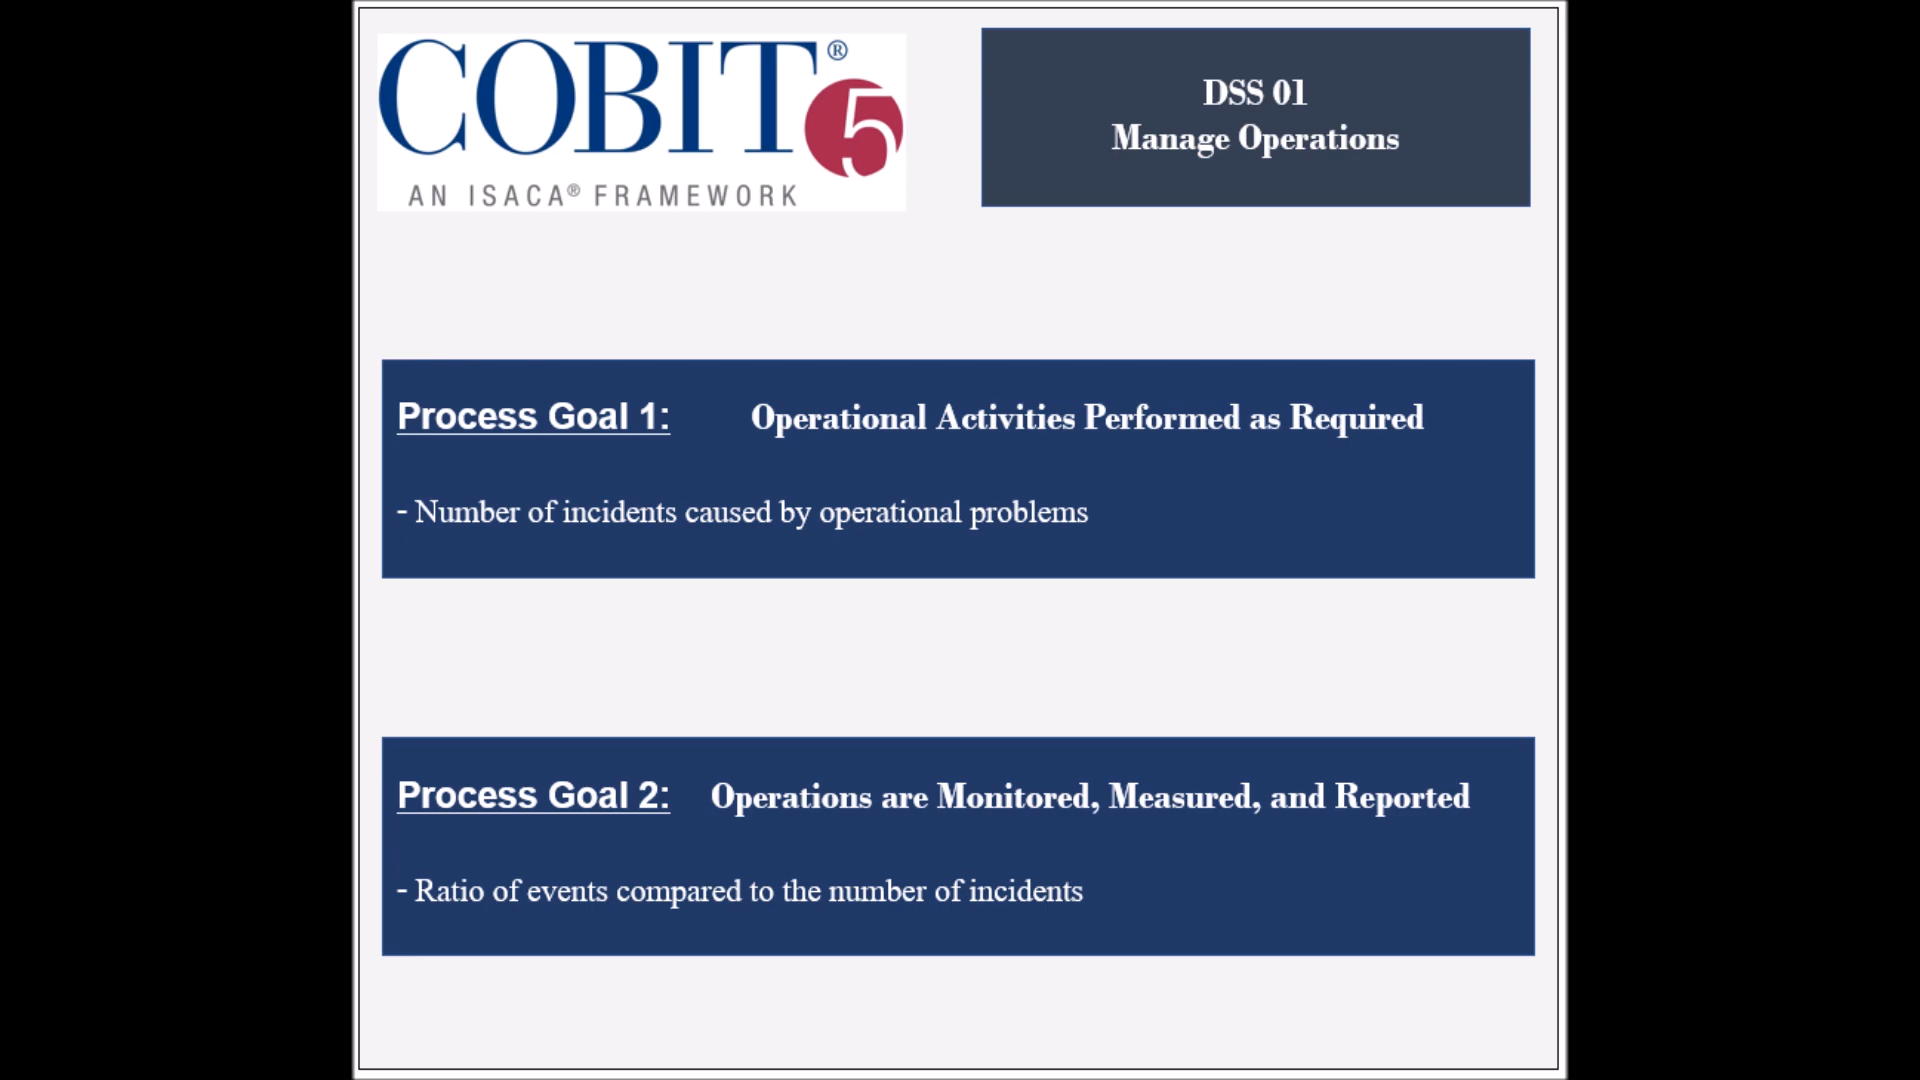 COBIT® 5
AN ISACA® FRAMEWORK
DSS 01
Manage Operations
Process Goal 1: Operational Activities Performed as Required
- Number of incidents caused by operational problems
Process Goal 2: Operations are Monitored, Measured, and Reported
- Ratio of events compared to the number of incidents